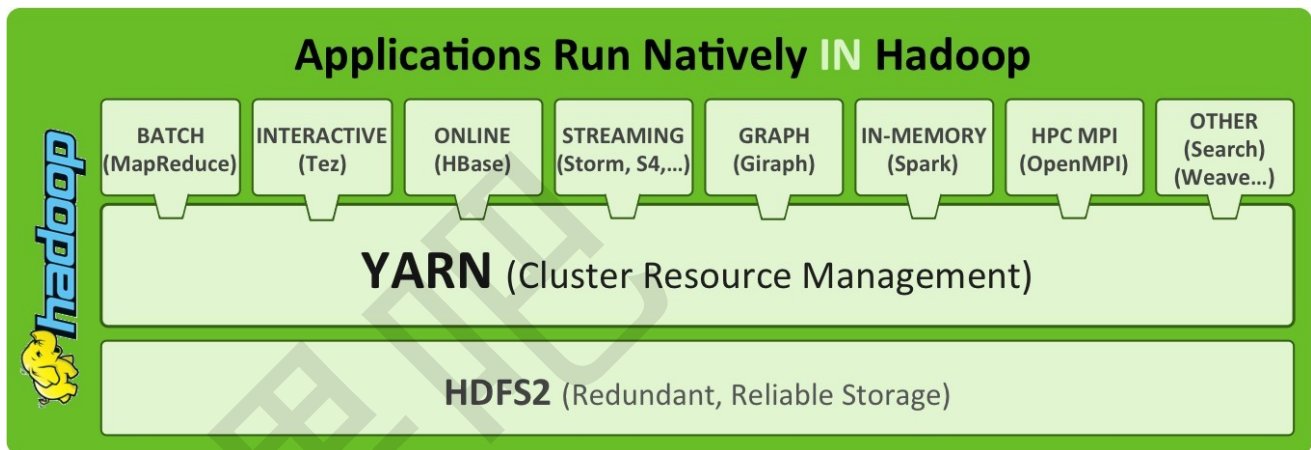 Applications Run Natively IN Hadoop
hadoop
BATCH
(MapReduce)
INTERACTIVE
(Tez)
ONLINE
(HBase)
STREAMING
(Storm, S4,...)
GRAPH
(Giraph)
IN-MEMORY
(Spark)
HPC MPI
(OpenMPI)
OTHER
(Search)
(Weave...)
YARN (Cluster Resource Management)
HDFS2 (Redundant, Reliable Storage)